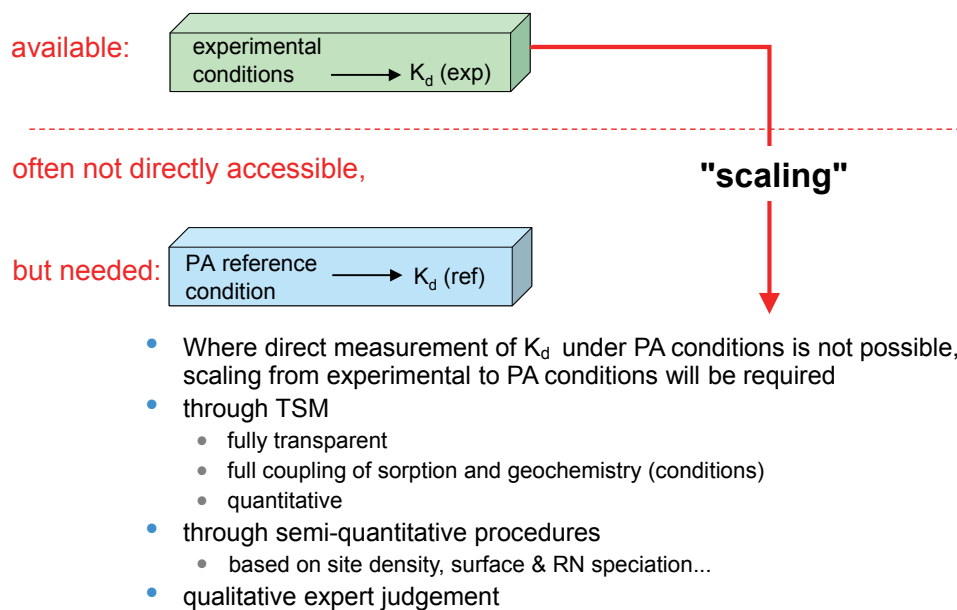 available:
experimental
conditions
K_d (exp)
often not directly accessible,
"scaling"
but needed:
PA reference
condition
K_d (ref)
• Where direct measurement of K_d under PA conditions is not possible,
scaling from experimental to PA conditions will be required
• through TSM
• fully transparent
• full coupling of sorption and geochemistry (conditions)
• quantitative
• through semi-quantitative procedures
• based on site density, surface & RN speciation...
• qualitative expert judgement